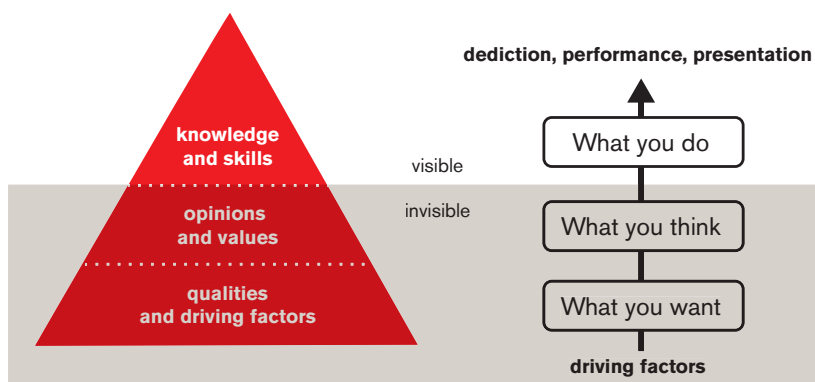 dediction, performance, presentation
knowledge
and skills
What you do
visible
invisible
opinions
and values
What you think
qualities
and driving factors
What you want
driving factors